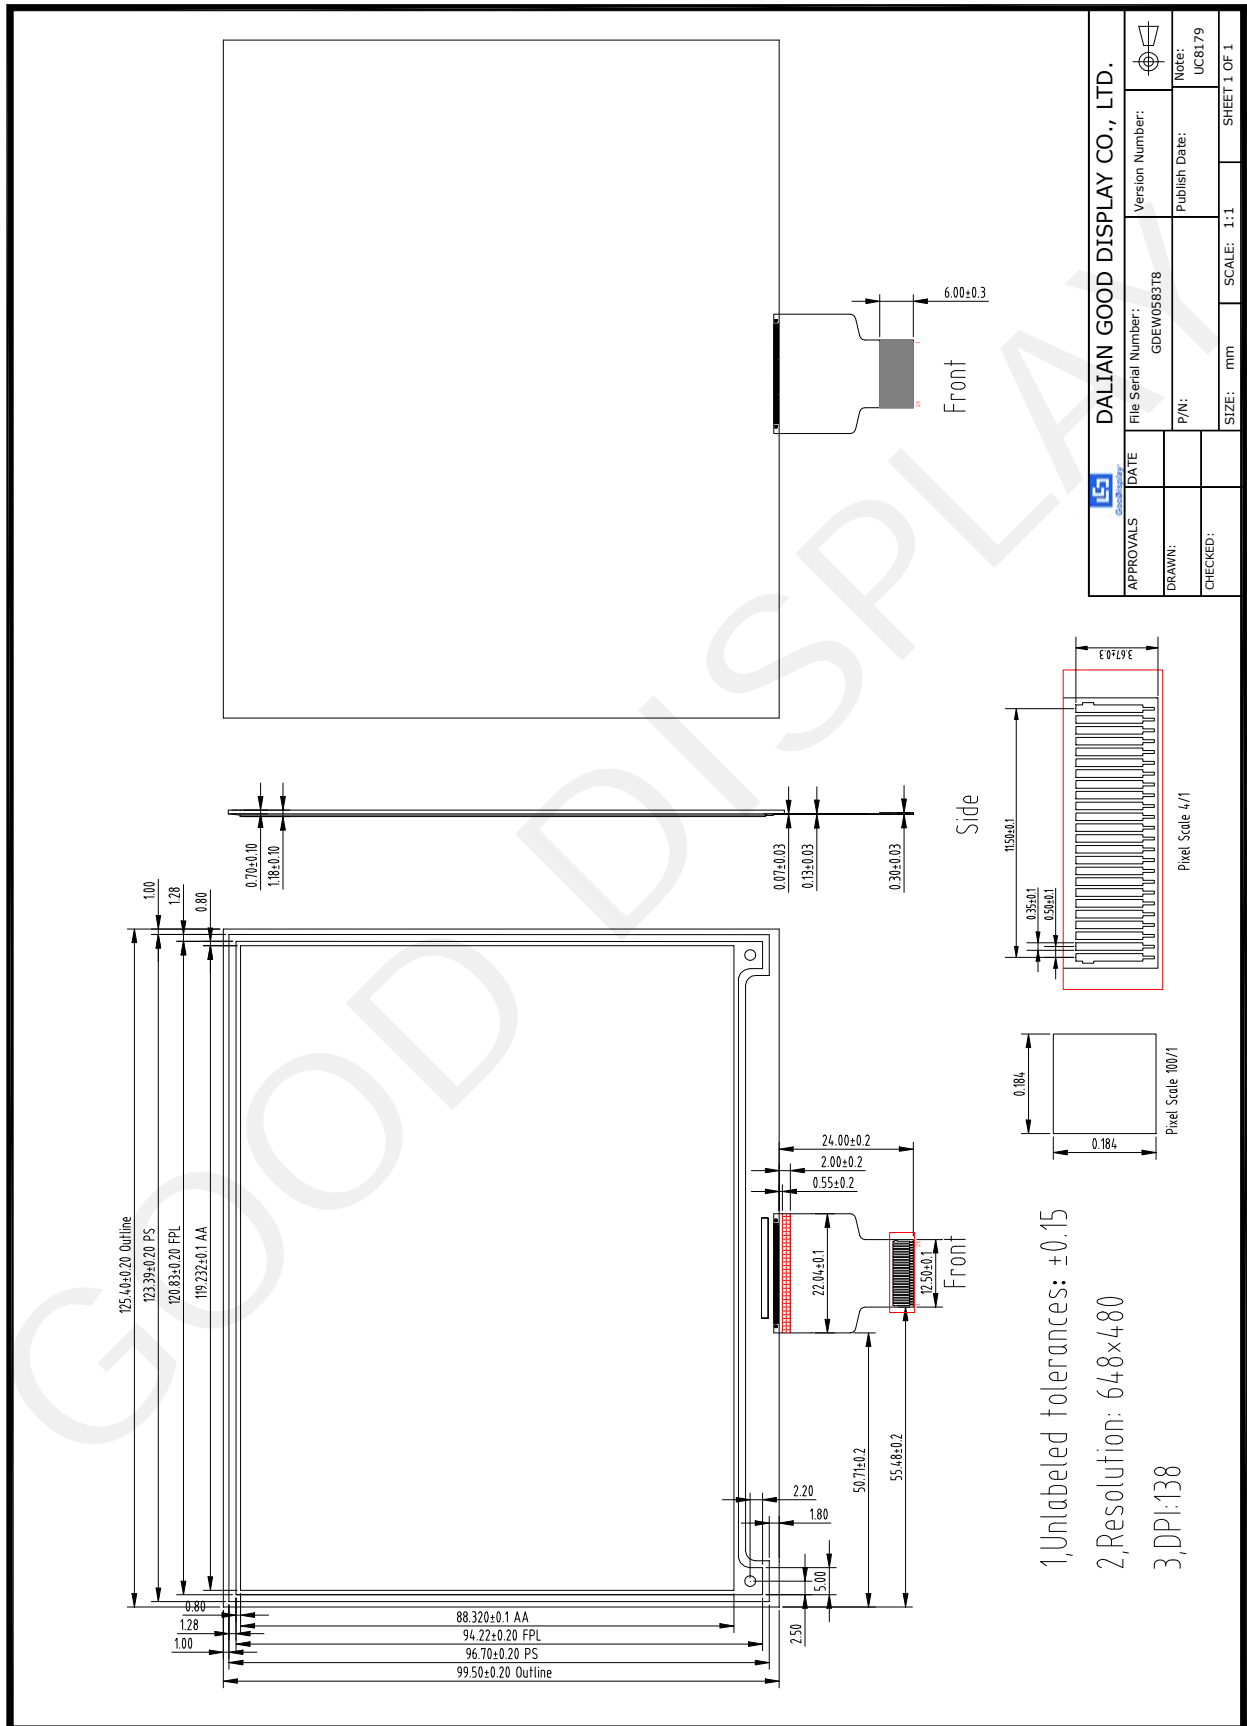 DALIAN GOOD DISPLAY CO., LTD.
GooDisplay
APPROVALS
DATE
DRAWN:
CHECKED:
File Serial Number:
GDEW0583T8
Version Number:
P/N:
Publish Date:
Note:
UC8179
SIZE: mm
SCALE: 1:1
SHEET 1 OF 1
GOOD DISPLAY
6.00±0.3
1
26
Front
0.70±0.10
1.18±0.10
0.07±0.03
0.13±0.03
0.30±0.03
Side
1.00
1.28
0.80
125.40±0.20 Outline
123.39±0.20 PS
120.83±0.20 FPL
119.232±0.1 AA
0.80
1.28
1.00
88.320±0.1 AA
94.22±0.20 FPL
96.70±0.20 PS
99.50±0.20 Outline
24.00±0.2
2.00±0.2
0.55±0.2
22.04±0.1
12.50±0.1
Front
2.20
1.80
5.00
2.50
50.71±0.2
55.48±0.2
3.67±0.3
11.50±0.1
0.35±0.1
0.50±0.1
Pixel Scale 4/1
0.184
0.184
Pixel Scale 100/1
1,Unlabeled tolerances: ±0.15
2,Resolution: 648×480
3,DPI:138